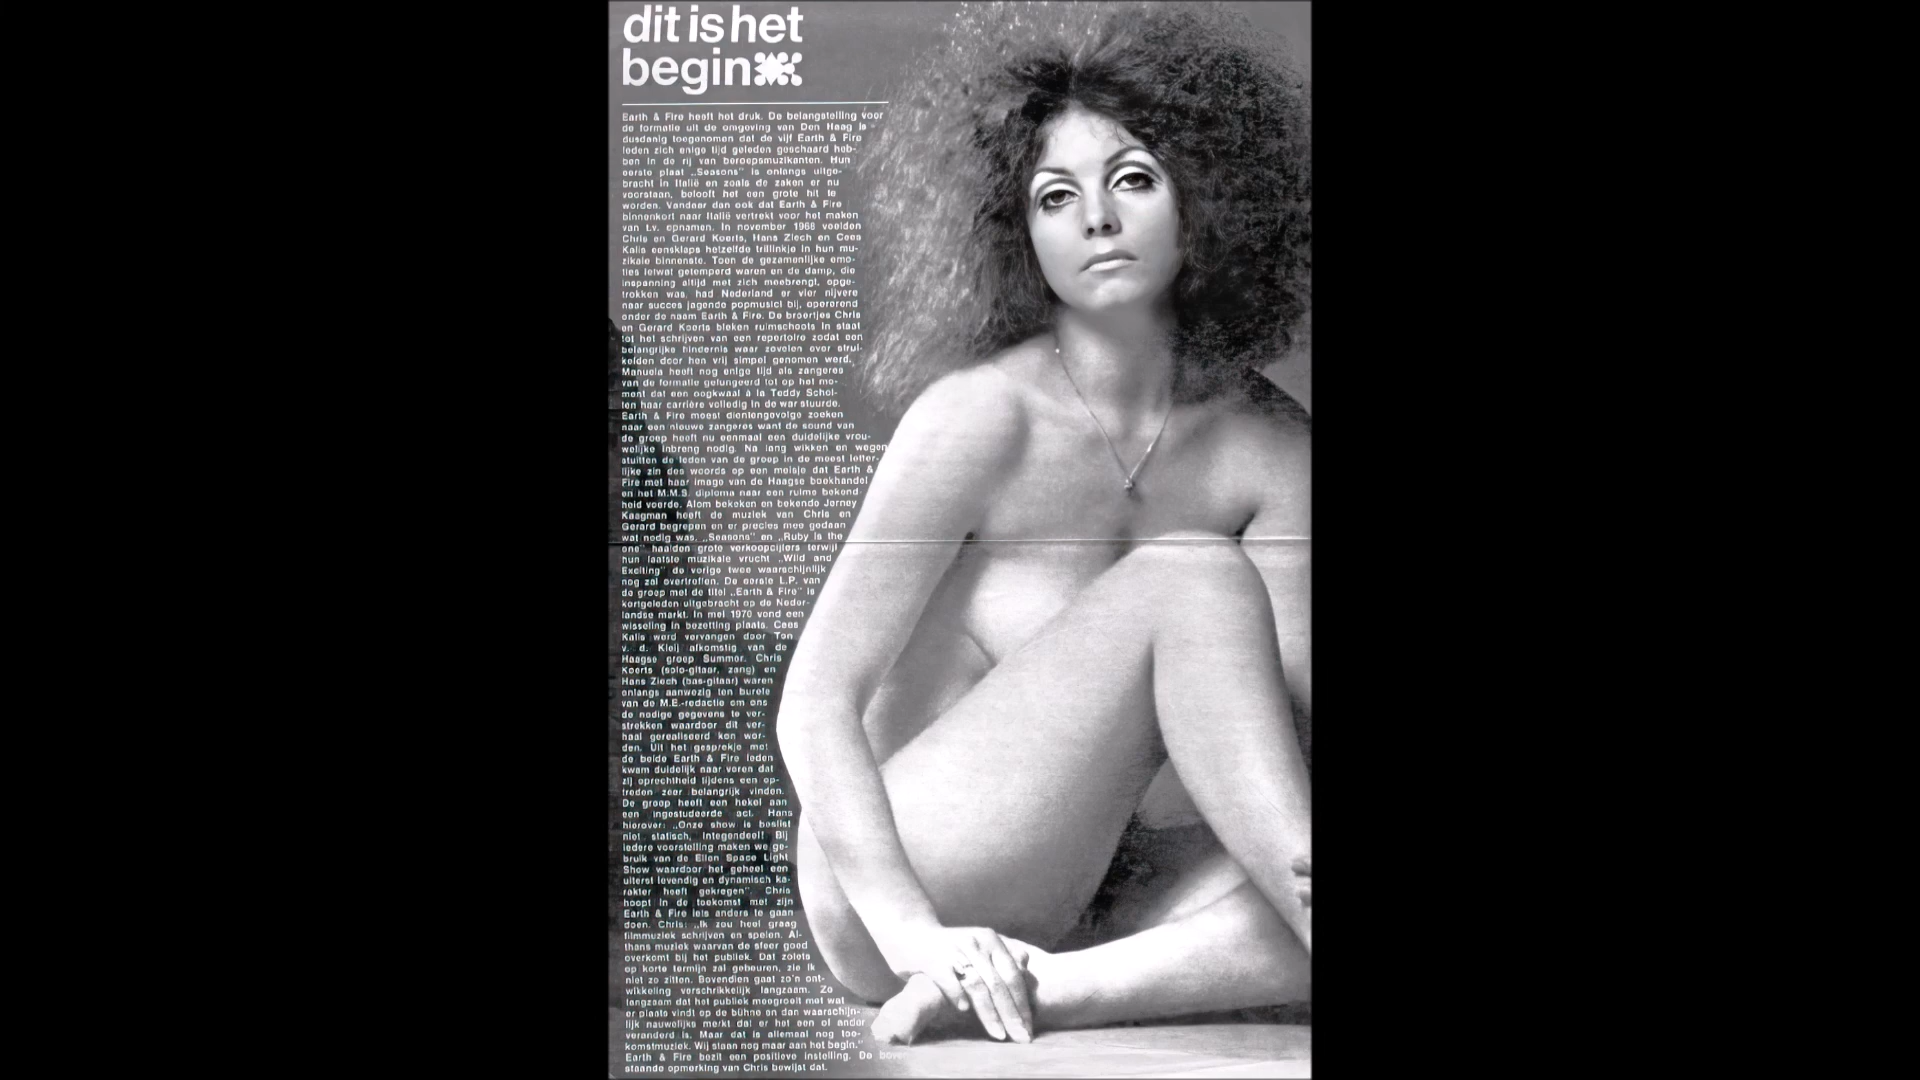 dit is het
begin
Earth & Fire heeft het druk. De belangstelling voor
de formatie uit de omgeving van Den Haag is
dusdanig toegenomen dat de vijf Earth & Fire
leden zich enige tijd geleden geschaard heb-
ben in de rij van beroepsmuzikanten. Hun
eerste plaat „Seasons" is onlangs uitge-
bracht in Italië en zoals de zaken er nu
voorstaan, belooft het een grote hit te
worden. Vandaar dan ook dat Earth & Fire
binnenkort naar Italië vertrekt voor het maken
van t.v. opnamen. In november 1968 voelden
Chris en Gerard Koerts, Hans Ziech en Cees
Kalis eensklaps hetzelfde trillinkje in hun mu-
zikale binnenste. Toen de gezamenlijke emo-
ties ietwat getemperd waren en de damp, die
inspanning altijd met zich meebrengt, opge-
trokken was, had Nederland er vier nijvere
naar succes jagende popmusici bij, opererend
onder de naam Earth & Fire. De broertjes Chris
en Gerard Koerts bleken ruimschoots in staat
tot het schrijven van een repertoire zodat een
belangrijke hindernis waar zovelen over strui-
kelden door hen vrij simpel genomen werd.
Manuela heeft nog enige tijd als zangeres
van de formatie gefungeerd tot op het mo-
ment dat een oogkwaal à la Teddy Schol-
ten haar carrière volledig in de war stuurde.
Earth & Fire moest dientengevolge zoeken
naar een nieuwe zangeres want de sound van
de groep heeft nu eenmaal een duidelijke vrou-
welijke inbreng nodig. Na lang wikken en wegen
stuitten de leden van de groep in de meest letter-
lijke zin des woords op een meisje dat Earth &
Fire met haar image van de Haagse boekhandel
en het M.M.S. diploma naar een ruime bekend-
heid voerde. Alom bekeken en bekende Jerney
Kaagman heeft de muziek van Chris en
Gerard begrepen en er precies mee gedaan
wat nodig was. „Seasons" en „Ruby is the
one" haalden grote verkoopcijfers terwijl
hun laatste muzikale vrucht „Wild and
Exciting" de vorige twee waarschijnlijk
nog zal overtreffen. De eerste L.P. van
de groep met de titel „Earth & Fire" is
kortgeleden uitgebracht op de Neder-
landse markt. In mei 1970 vond een
wisseling in bezetting plaats. Cees
Kalis werd vervangen door Ton
v. d. Kleij afkomstig van de
Haagse groep Summer. Chris
Koerts (solo-gitaar, zang) en
Hans Ziech (bas-gitaar) waren
onlangs aanwezig ten burele
van de M.E.-redactie om ons
de nodige gegevens te ver-
strekken waardoor dit ver-
haal gerealiseerd kon wor-
den. Uit het gesprekje met
de beide Earth & Fire leden
kwam duidelijk naar voren dat
zij oprechtheid tijdens een op-
treden zeer belangrijk vinden.
De groep heeft een hekel aan
een ingestudeerde act. Hans
hierover: „Onze show is beslist
niet statisch, integendeel! Bij
iedere voorstelling maken we ge-
bruik van de Ellen Space Light
Show waardoor het geheel een
uiterst levendig en dynamisch ka-
rakter heeft gekregen". Chris
hoopt in de toekomst met zijn
Earth & Fire iets anders te gaan
doen. Chris: „Ik zou heel graag
filmmuziek schrijven en spelen. Al-
thans muziek waarvan de sfeer goed
overkomt bij het publiek. Dat zoiets
op korte termijn zal gebeuren, zie ik
niet zo zitten. Bovendien gaat zo'n ont-
wikkeling verschrikkelijk langzaam. Zo
langzaam dat het publiek meegroeit met wat
er plaats vindt op de bühne en dan waarschijn-
lijk nauwelijks merkt dat er het een of ander
veranderd is. Maar dat is allemaal nog toe-
komstmuziek. Wij staan nog maar aan het begin."
Earth & Fire bezit een positieve instelling. De boven
staande opmerking van Chris bewijst dat.